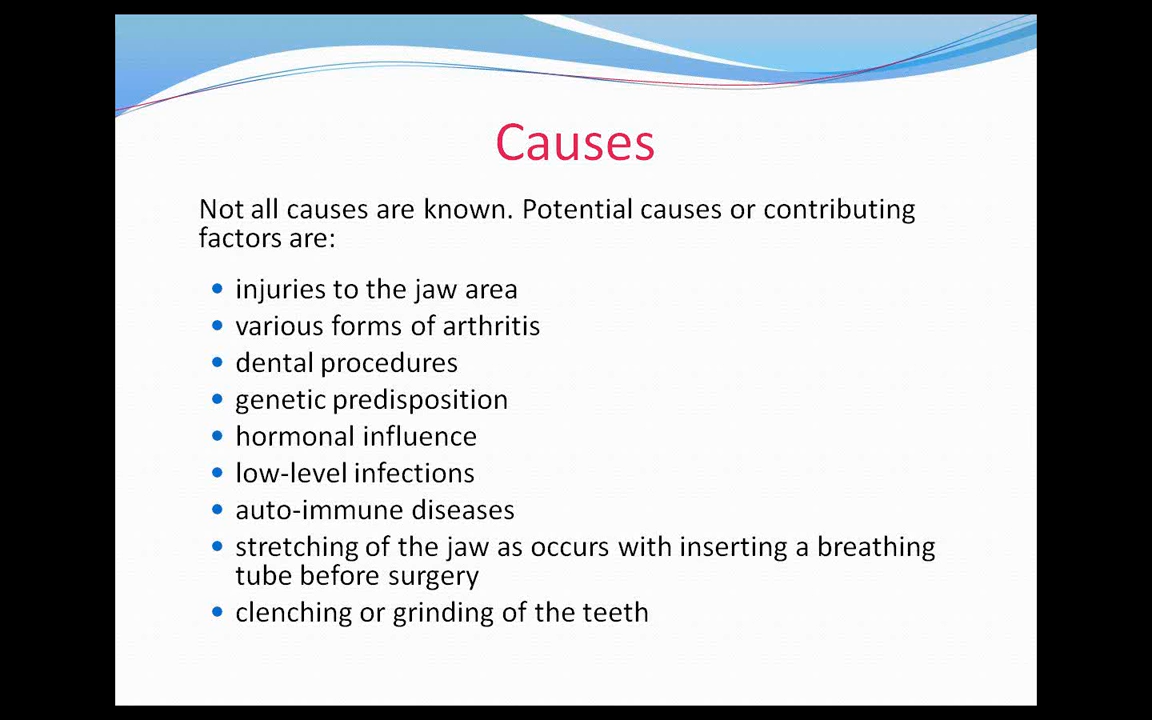 Causes
Not all causes are known. Potential causes or contributing
factors are:
• injuries to the jaw area
• various forms of arthritis
• dental procedures
• genetic predisposition
• hormonal influence
• low-level infections
• auto-immune diseases
• stretching of the jaw as occurs with inserting a breathing
tube before surgery
• clenching or grinding of the teeth